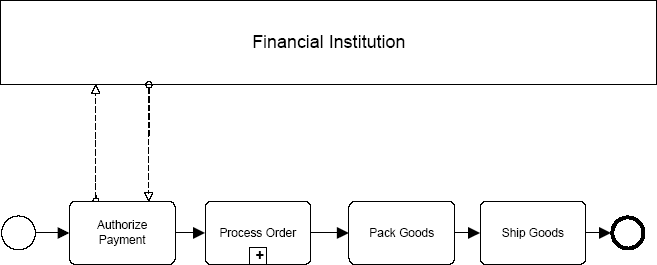 Financial Institution
Authorize
Payment
Process Order
Pack Goods
Ship Goods